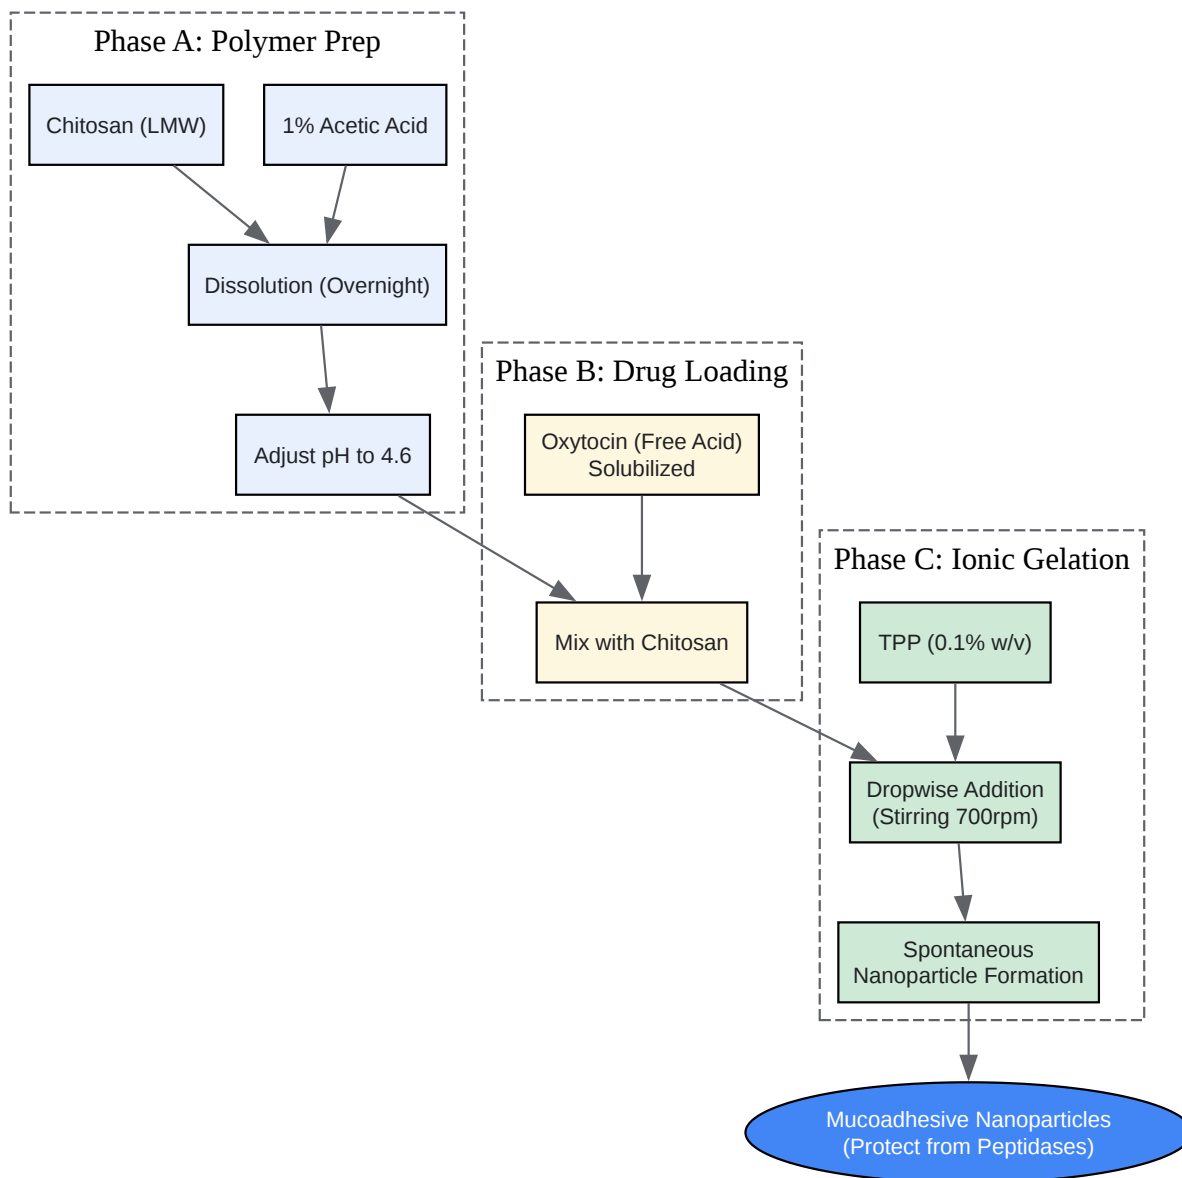 Phase A: Polymer Prep
Chitosan (LMW)
1% Acetic Acid
Dissolution (Overnight)
Adjust pH to 4.6
Phase B: Drug Loading
Oxytocin (Free Acid)
Solubilized
Mix with Chitosan
Phase C: Ionic Gelation
TPP (0.1% w/v)
Dropwise Addition
(Stirring 700rpm)
Spontaneous
Nanoparticle Formation
Mucoadhesive Nanoparticles
(Protect from Peptidases)